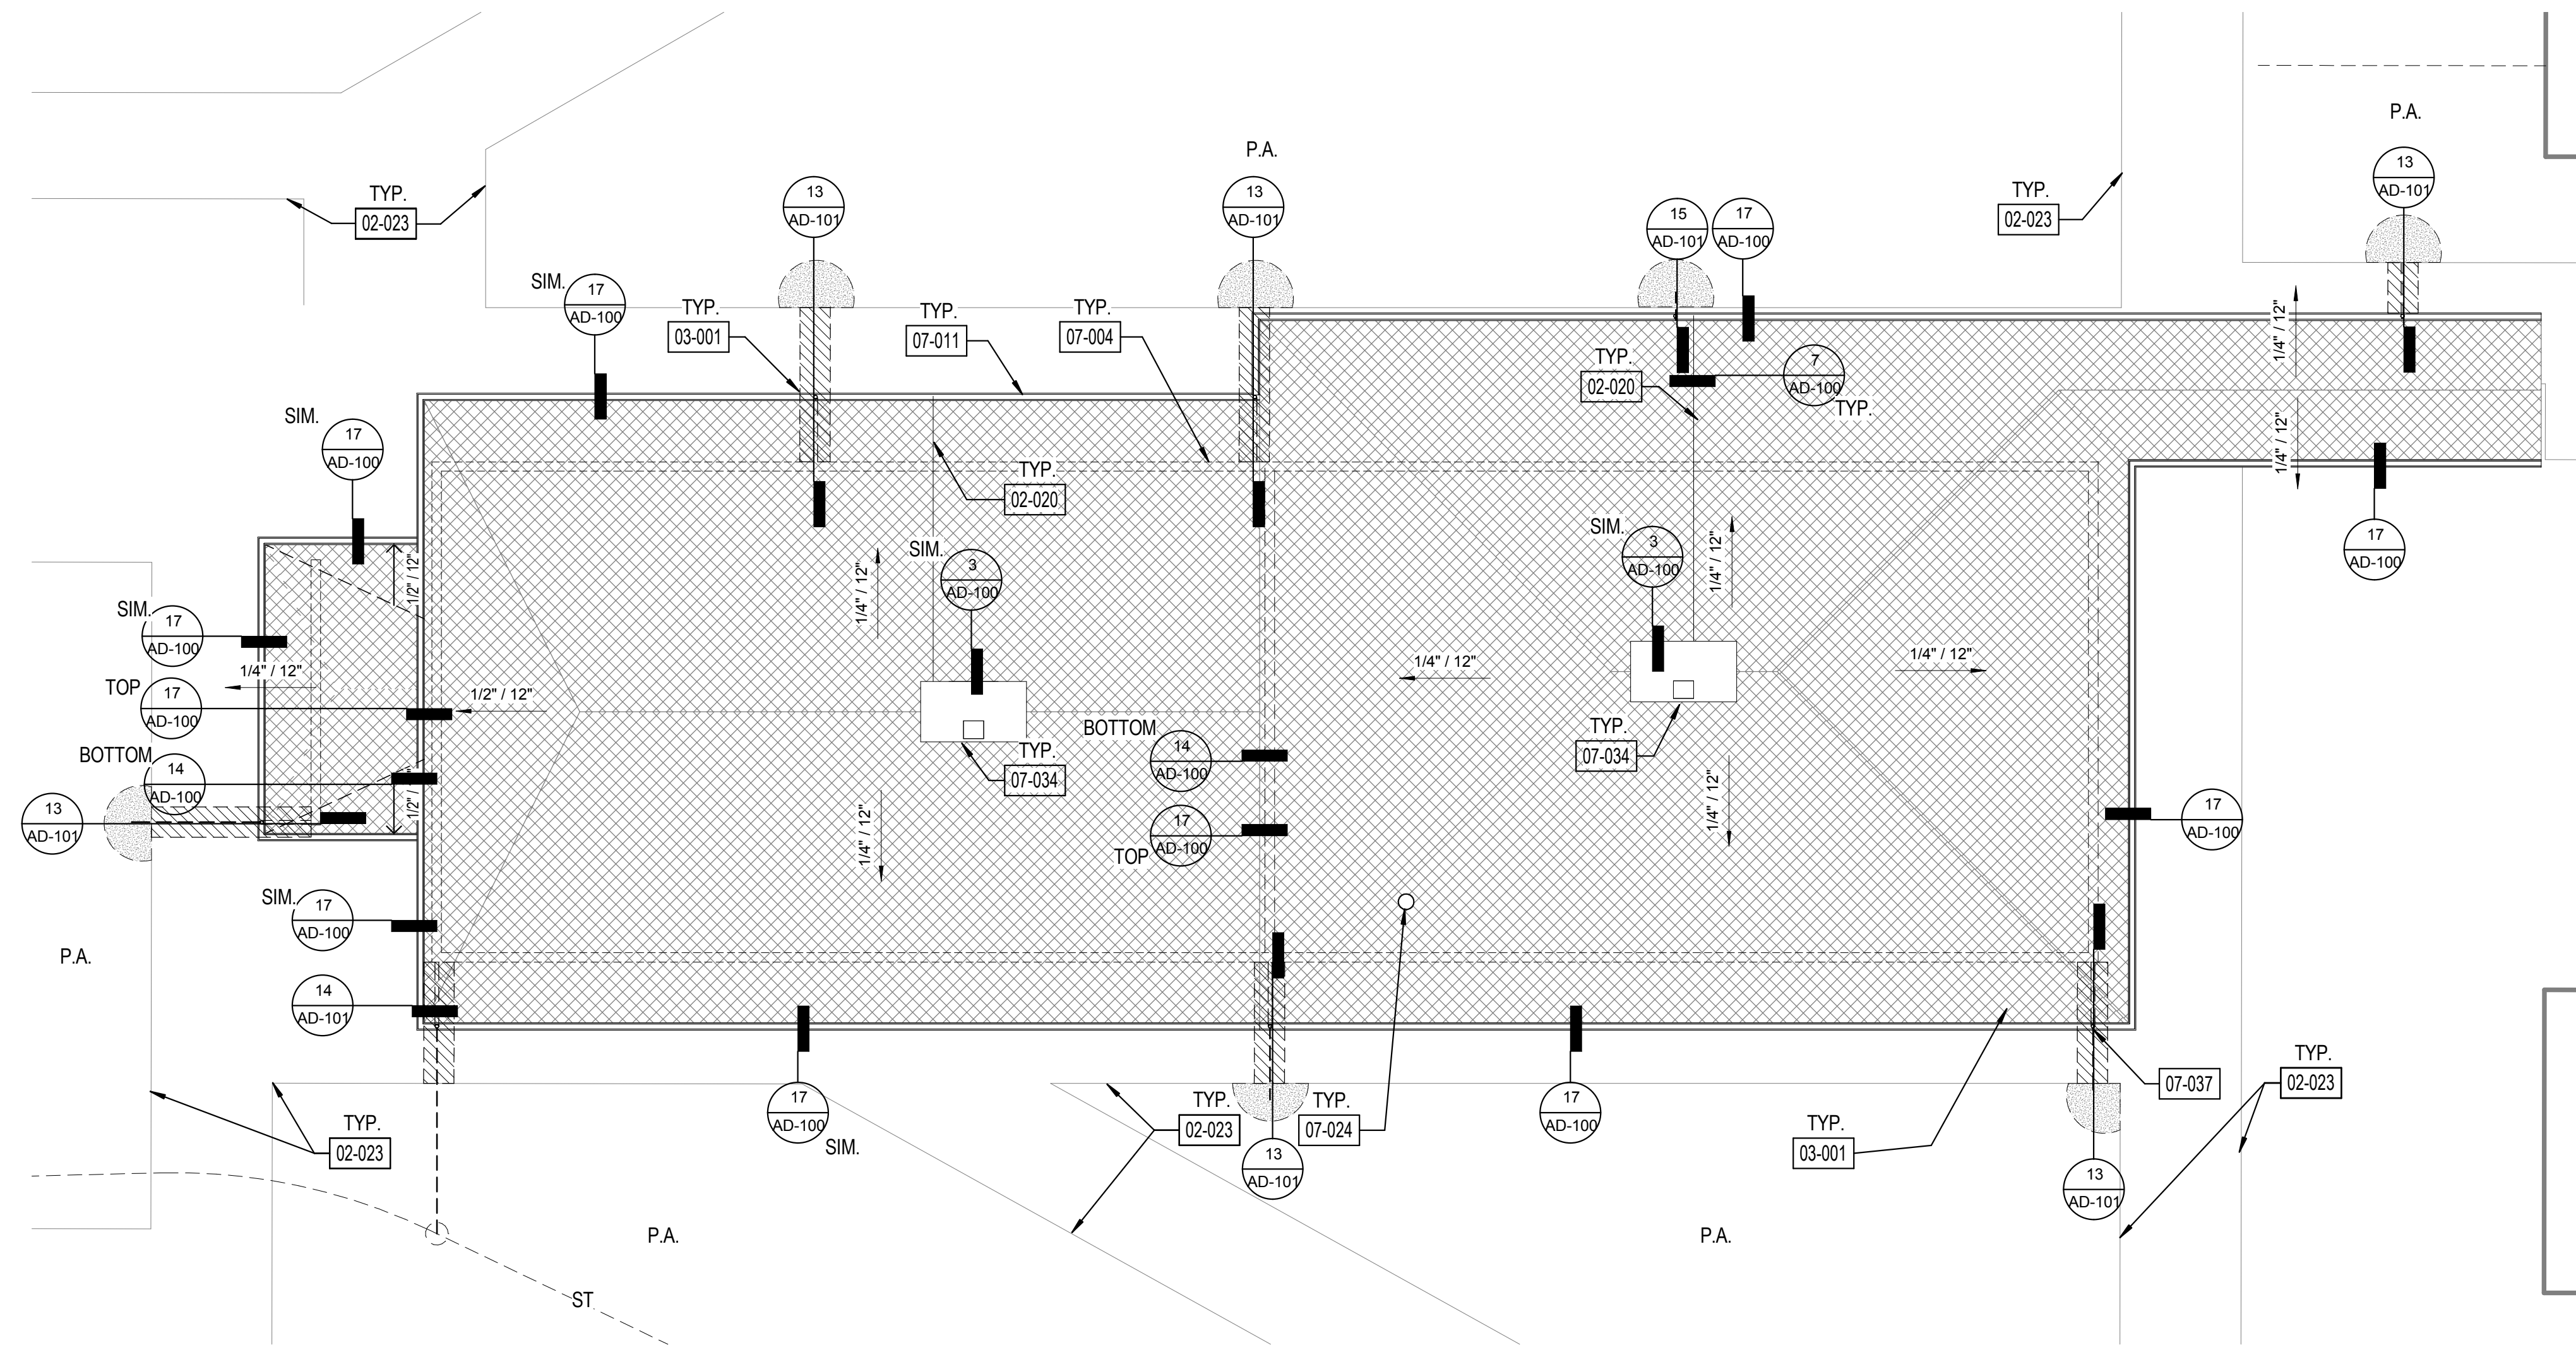 P.A.
P.A.
13
AD-101
TYP.
02-023
13
AD-101
13
AD-101
15
AD-101
17
AD-100
TYP.
02-023
SIM.
17
AD-100
TYP.
03-001
TYP.
07-011
TYP.
07-004
1/4" / 12"
TYP.
02-020
7
AD-100
TYP.
SIM.
17
AD-100
1/4" / 12"
TYP.
02-020
17
AD-100
SIM.
3
AD-100
SIM.
3
AD-100
1/2" / 12"
1/4" / 12"
1/4" / 12"
SIM.
17
AD-100
1/4" / 12"
1/4" / 12"
1/4" / 12"
TOP
17
AD-100
1/2" / 12"
BOTTOM
14
AD-100
BOTTOM
14
AD-100
TYP.
07-034
TYP.
07-034
1/2" / 12"
1/4" / 12"
1/4" / 12"
13
AD-101
17
AD-100
TOP
17
AD-100
SIM.
17
AD-100
P.A.
14
AD-101
17
AD-100
SIM.
17
AD-100
TYP.
02-023
TYP.
02-023
TYP.
07-024
13
AD-101
TYP.
03-001
07-037
TYP.
02-023
13
AD-101
P.A.
P.A.
ST